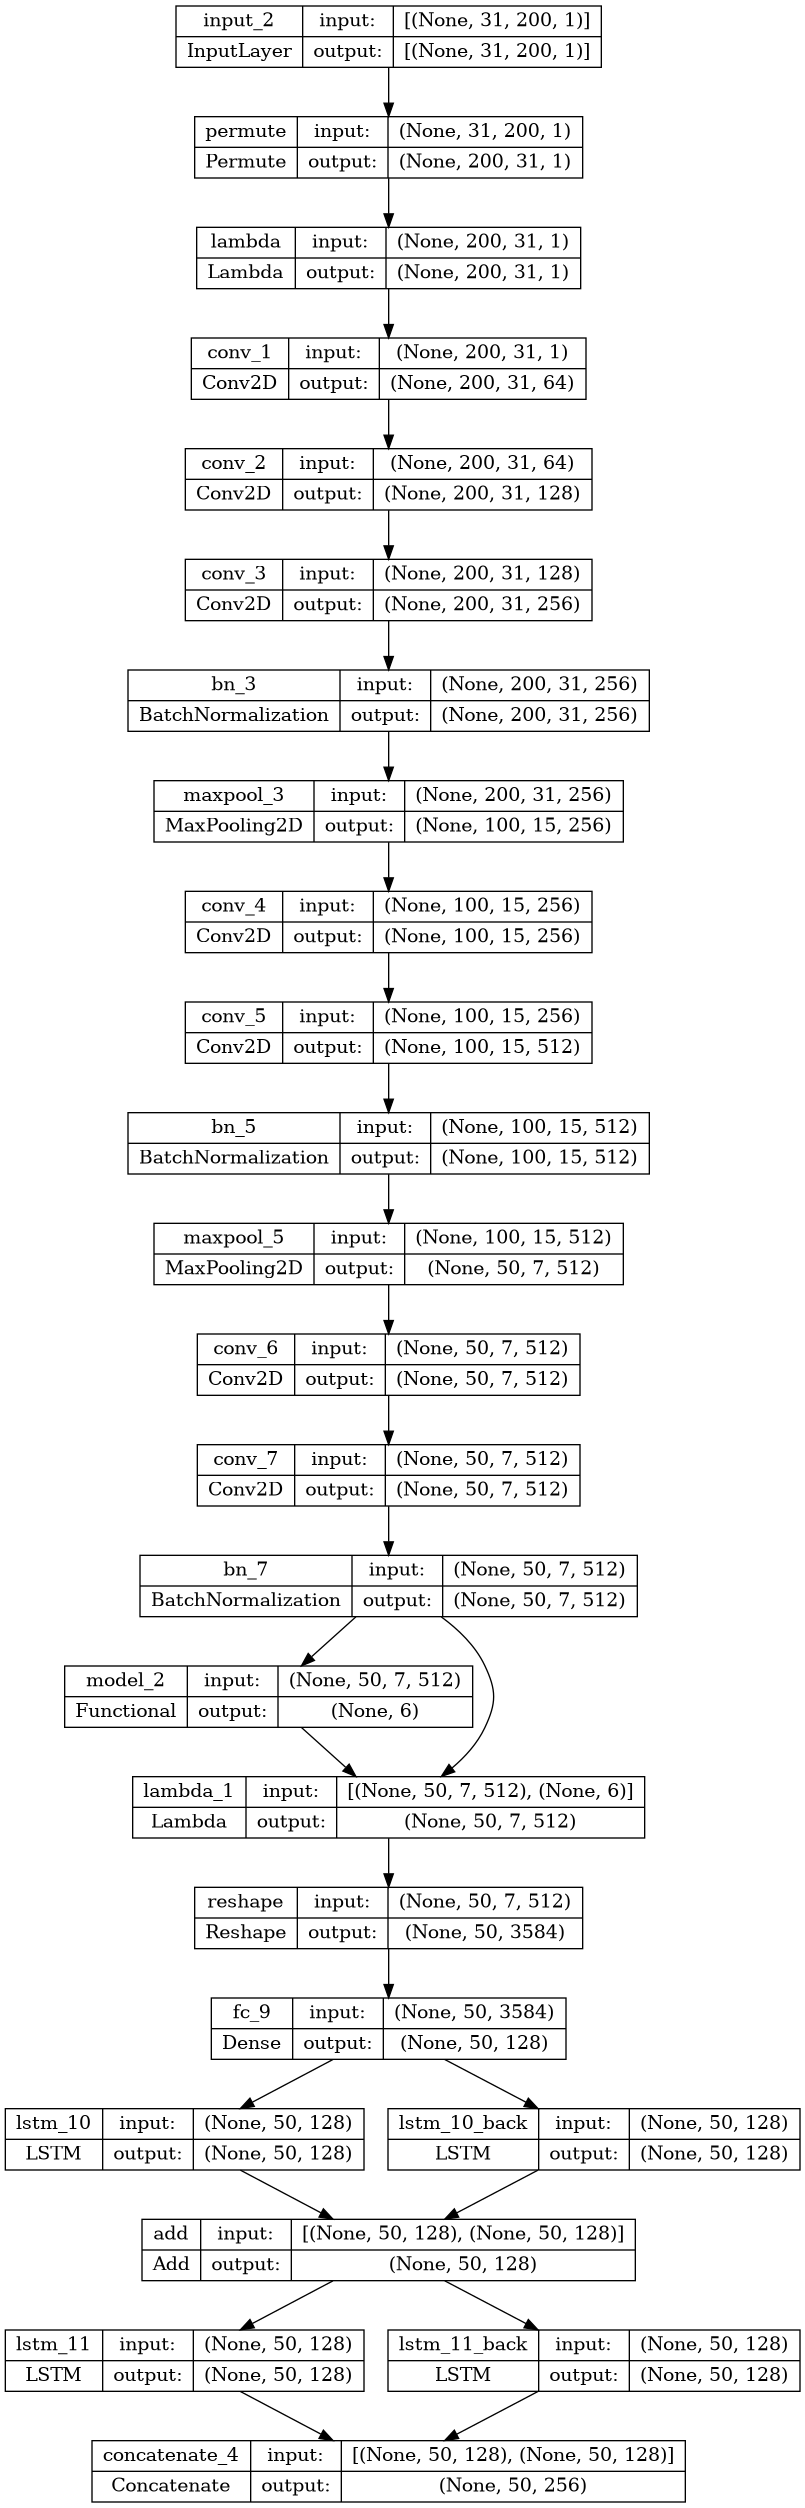 input_2 input: [(None, 31, 200, 1)]
InputLayer output: [(None, 31, 200, 1)]
permute input: (None, 31, 200, 1)
Permute output: (None, 200, 31, 1)
lambda input: (None, 200, 31, 1)
Lambda output: (None, 200, 31, 1)
conv_1 input: (None, 200, 31, 1)
Conv2D output: (None, 200, 31, 64)
conv_2 input: (None, 200, 31, 64)
Conv2D output: (None, 200, 31, 128)
conv_3 input: (None, 200, 31, 128)
Conv2D output: (None, 200, 31, 256)
bn_3 input: (None, 200, 31, 256)
BatchNormalization output: (None, 200, 31, 256)
maxpool_3 input: (None, 200, 31, 256)
MaxPooling2D output: (None, 100, 15, 256)
conv_4 input: (None, 100, 15, 256)
Conv2D output: (None, 100, 15, 256)
conv_5 input: (None, 100, 15, 256)
Conv2D output: (None, 100, 15, 512)
bn_5 input: (None, 100, 15, 512)
BatchNormalization output: (None, 100, 15, 512)
maxpool_5 input: (None, 100, 15, 512)
MaxPooling2D output: (None, 50, 7, 512)
conv_6 input: (None, 50, 7, 512)
Conv2D output: (None, 50, 7, 512)
conv_7 input: (None, 50, 7, 512)
Conv2D output: (None, 50, 7, 512)
bn_7 input: (None, 50, 7, 512)
BatchNormalization output: (None, 50, 7, 512)
model_2 input: (None, 50, 7, 512)
Functional output: (None, 6)
lambda_1 input: [(None, 50, 7, 512), (None, 6)]
Lambda output: (None, 50, 7, 512)
reshape input: (None, 50, 7, 512)
Reshape output: (None, 50, 3584)
fc_9 input: (None, 50, 3584)
Dense output: (None, 50, 128)
lstm_10 input: (None, 50, 128)
LSTM output: (None, 50, 128)
lstm_10_back input: (None, 50, 128)
LSTM output: (None, 50, 128)
add input: [(None, 50, 128), (None, 50, 128)]
Add output: (None, 50, 128)
lstm_11 input: (None, 50, 128)
LSTM output: (None, 50, 128)
lstm_11_back input: (None, 50, 128)
LSTM output: (None, 50, 128)
concatenate_4 input: [(None, 50, 128), (None, 50, 128)]
Concatenate output: (None, 50, 256)